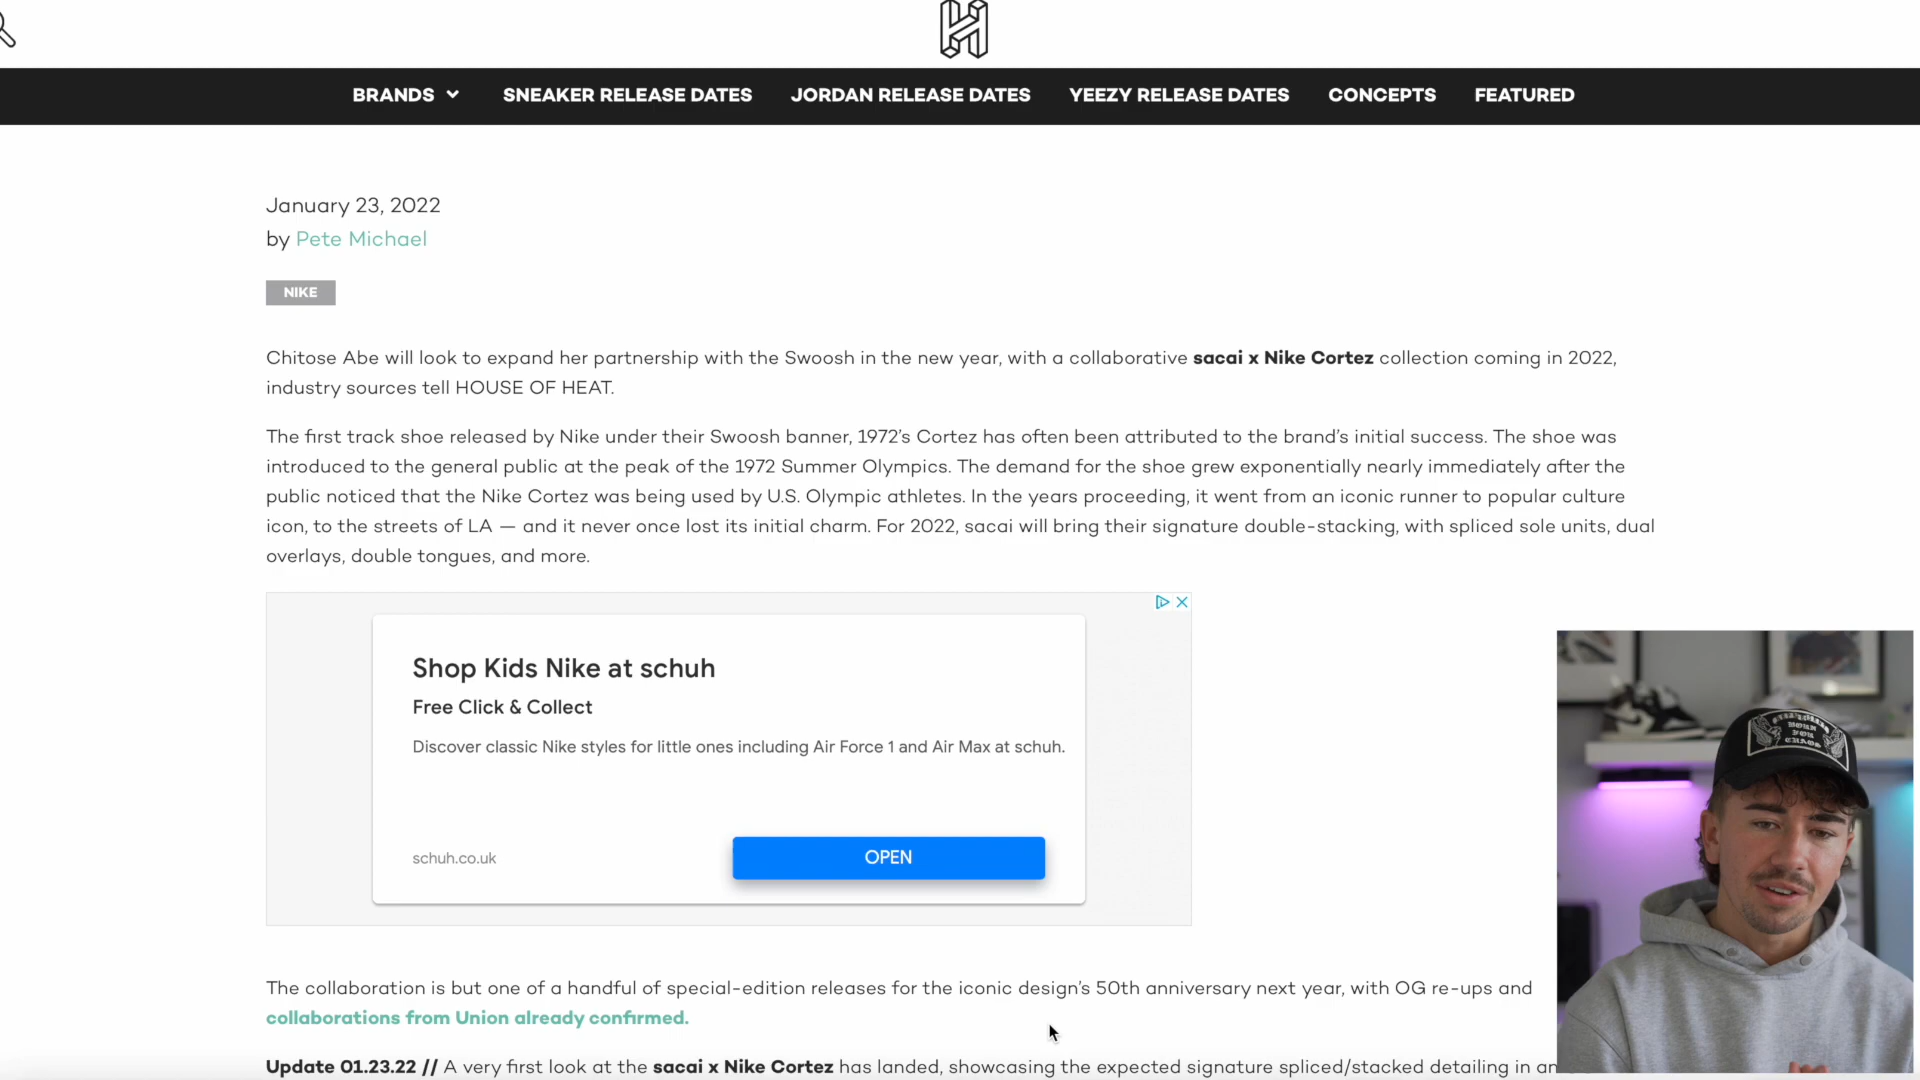 BRANDS SNEAKER RELEASE DATES JORDAN RELEASE DATES YEEZY RELEASE DATES CONCEPTS FEATURED
January 23, 2022
by Pete Michael
NIKE
Chitose Abe will look to expand her partnership with the Swoosh in the new year, with a collaborative sacai x Nike Cortez collection coming in 2022,
industry sources tell HOUSE OF HEAT.
The first track shoe released by Nike under their Swoosh banner, 1972’s Cortez has often been attributed to the brand’s initial success. The shoe was
introduced to the general public at the peak of the 1972 Summer Olympics. The demand for the shoe grew exponentially nearly immediately after the
public noticed that the Nike Cortez was being used by U.S. Olympic athletes. In the years proceeding, it went from an iconic runner to popular culture
icon, to the streets of LA — and it never once lost its initial charm. For 2022, sacai will bring their signature double-stacking, with spliced sole units, dual
overlays, double tongues, and more.
Shop Kids Nike at schuh
Free Click & Collect
Discover classic Nike styles for little ones including Air Force 1 and Air Max at schuh.
schuh.co.uk
OPEN
BORN
FOR
CHAOS
The collaboration is but one of a handful of special-edition releases for the iconic design’s 50th anniversary next year, with OG re-ups and
collaborations from Union already confirmed.
Update 01.23.22 // A very first look at the sacai x Nike Cortez has landed, showcasing the expected signature spliced/stacked detailing in an